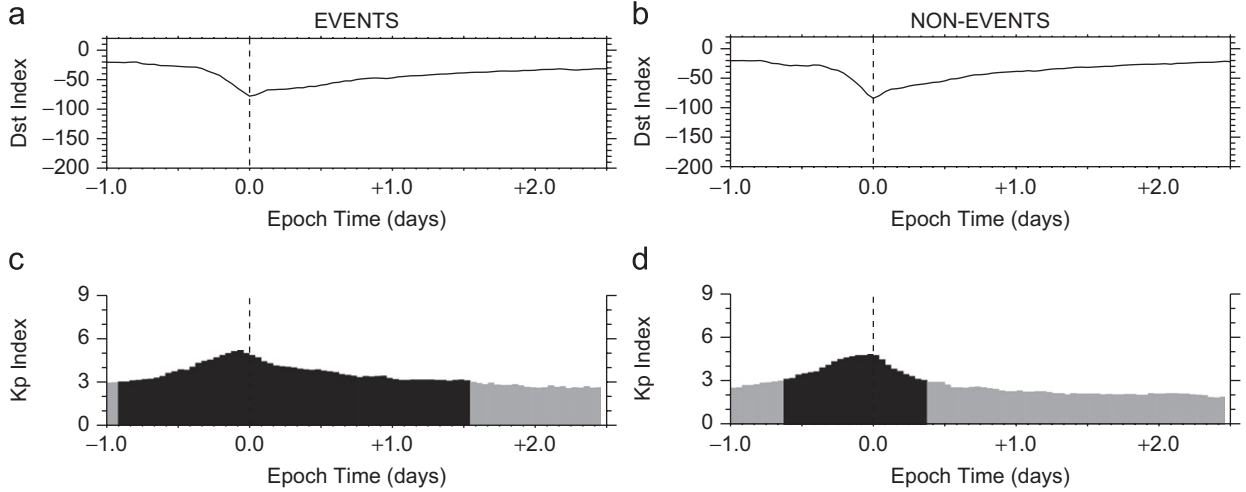 a
EVENTS
b
NON-EVENTS
Dst Index
0
−50
−100
−150
−200
−1.0 0.0 +1.0 +2.0
Epoch Time (days)
Dst Index
0
−50
−100
−150
−200
−1.0 0.0 +1.0 +2.0
Epoch Time (days)
c
Kp Index
9
6
3
0
−1.0 0.0 +1.0 +2.0
Epoch Time (days)
d
Kp Index
9
6
3
0
−1.0 0.0 +1.0 +2.0
Epoch Time (days)